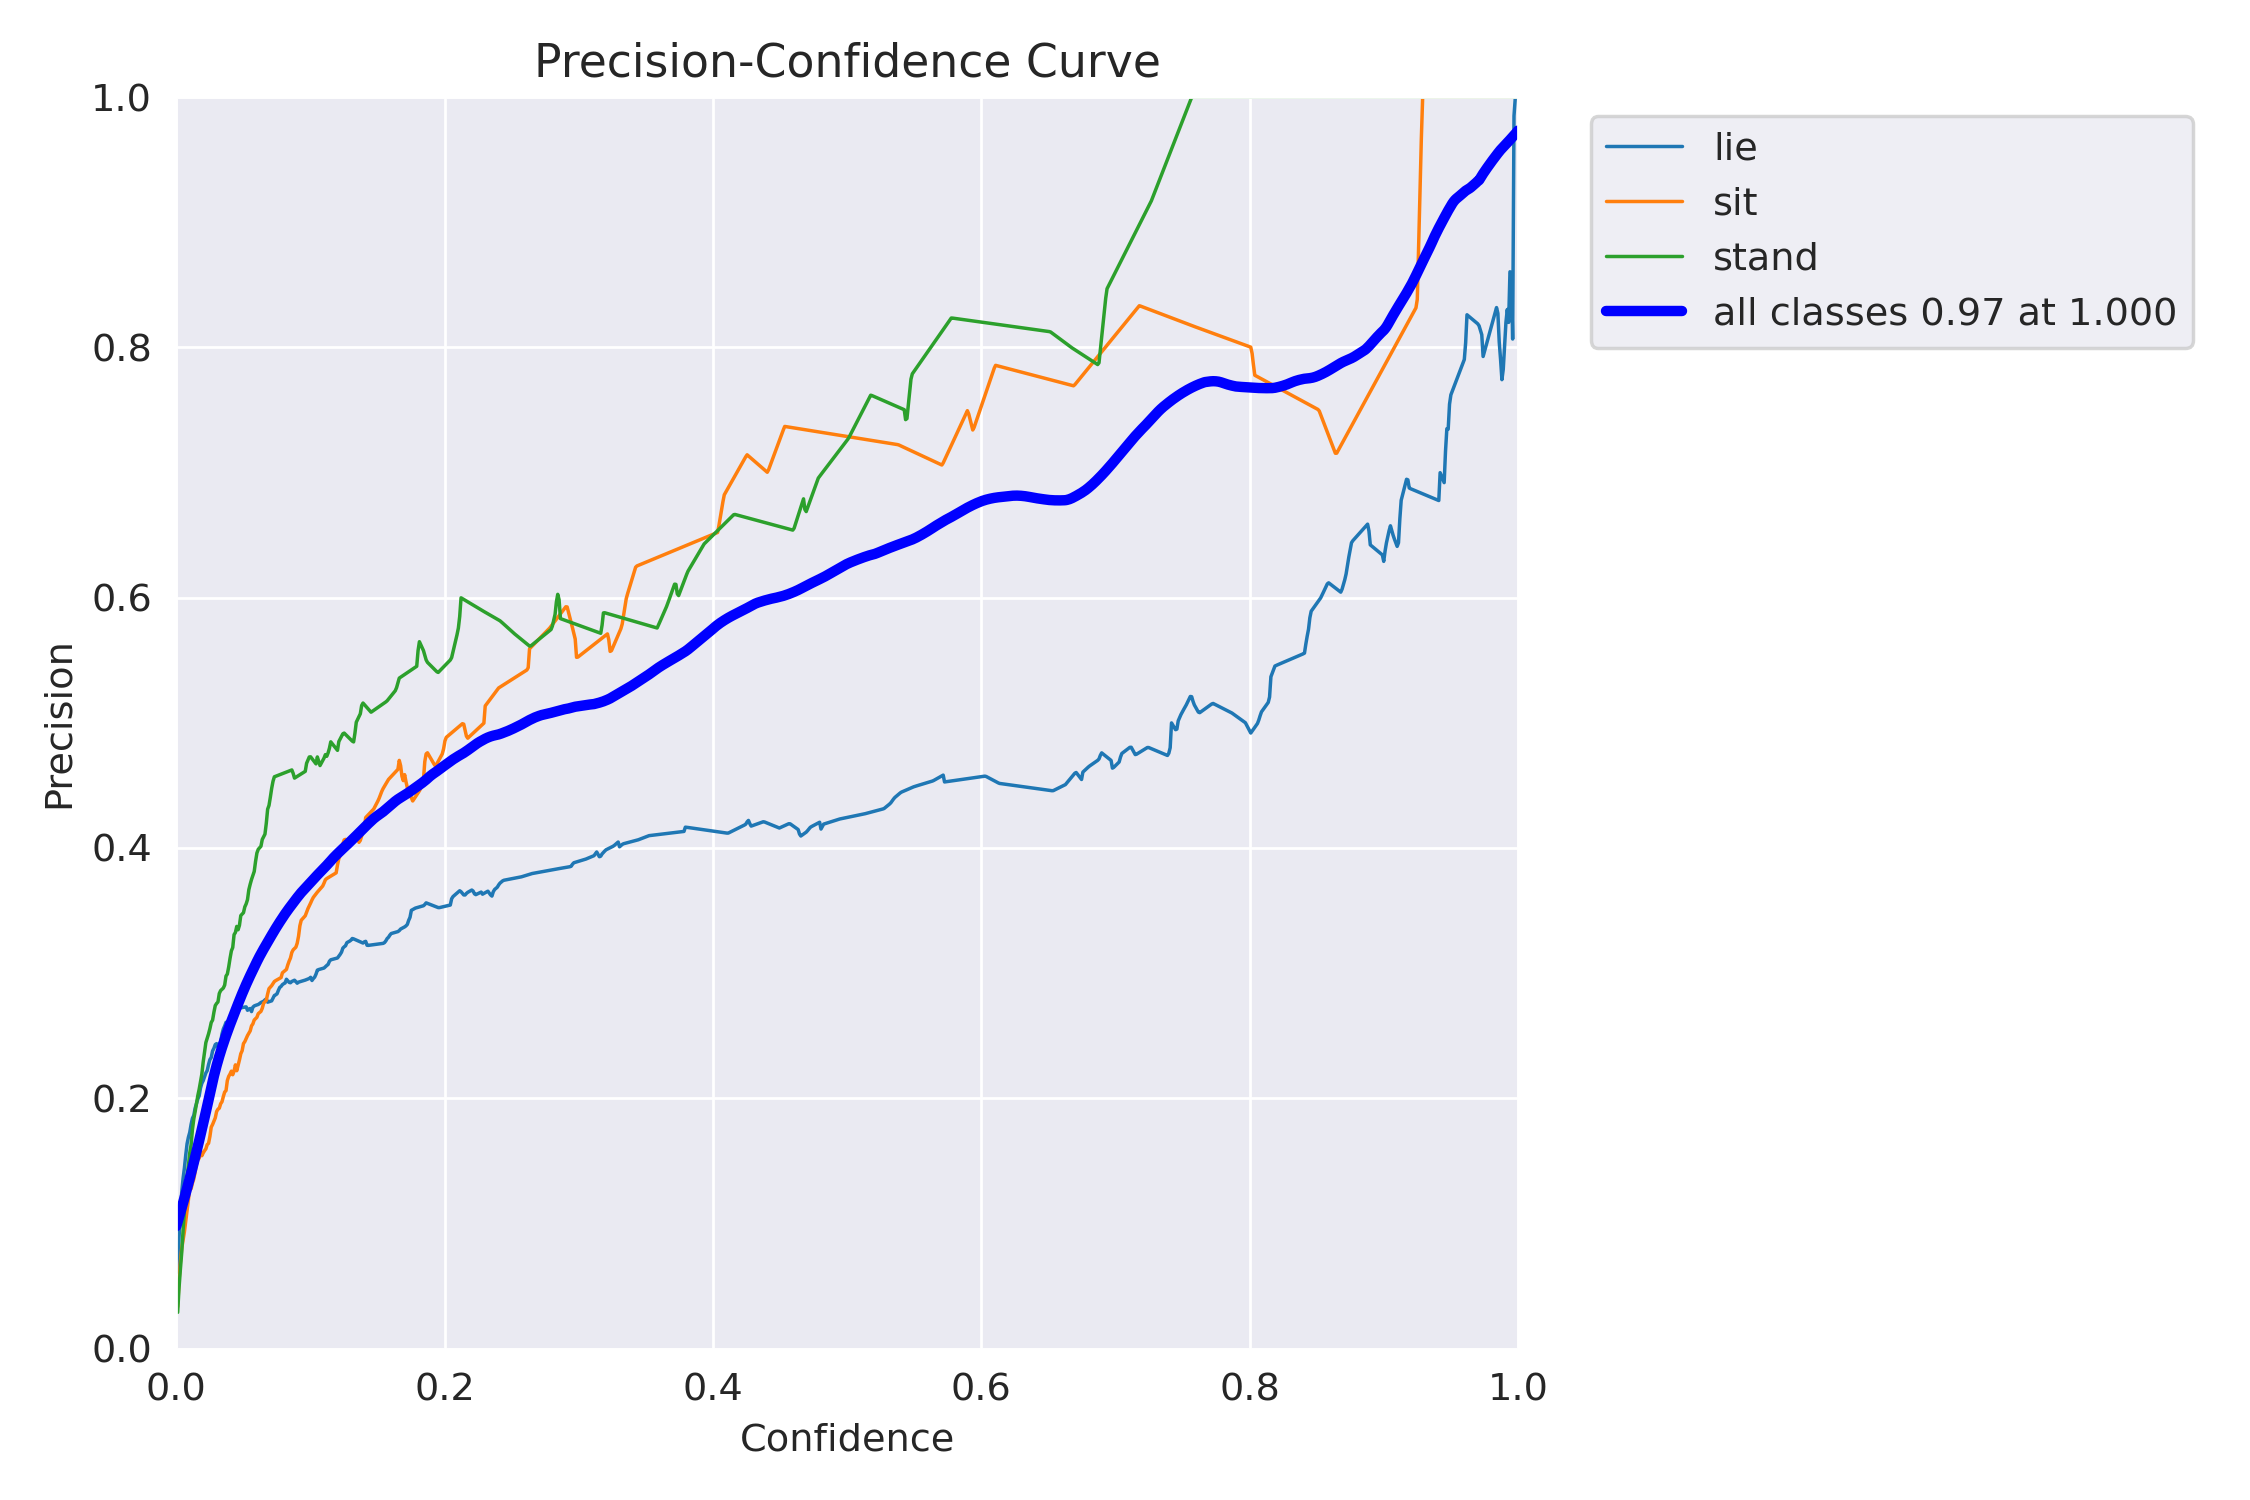 Precision-Confidence Curve
1.0
0.8
0.6
0.4
0.2
0.0
Precision
0.0 0.2 0.4 0.6 0.8 1.0
Confidence
lie
sit
stand
all classes 0.97 at 1.000